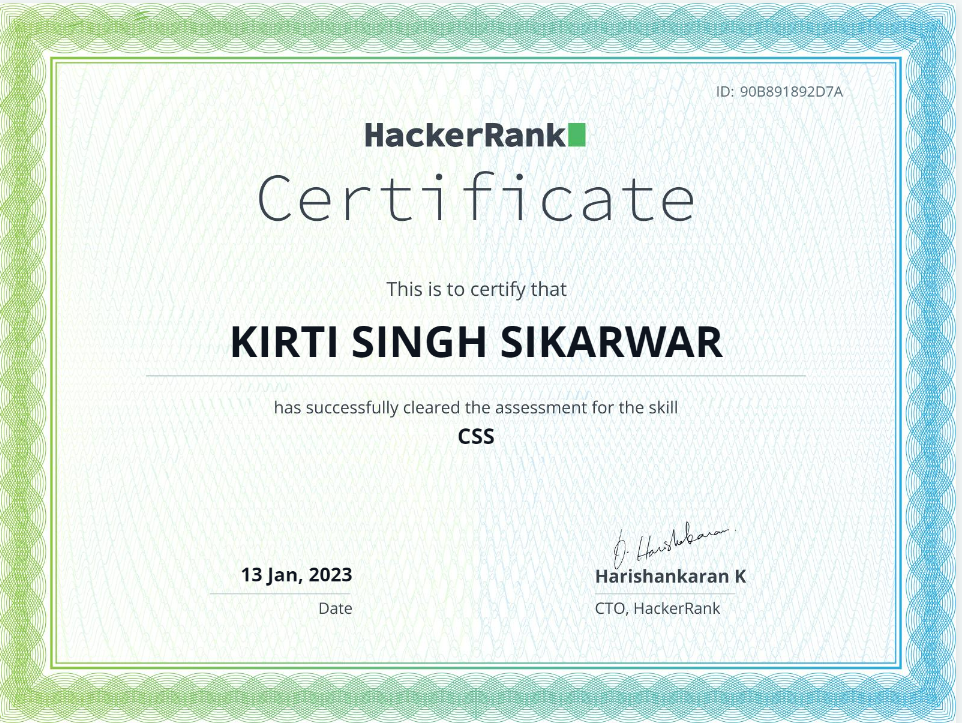 ID: 90B891892D7A
HackerRank
Certificate
This is to certify that
KIRTI SINGH SIKARWAR
has successfully cleared the assessment for the skill
CSS
13 Jan, 2023
Date
Harishankaran K
CTO, HackerRank